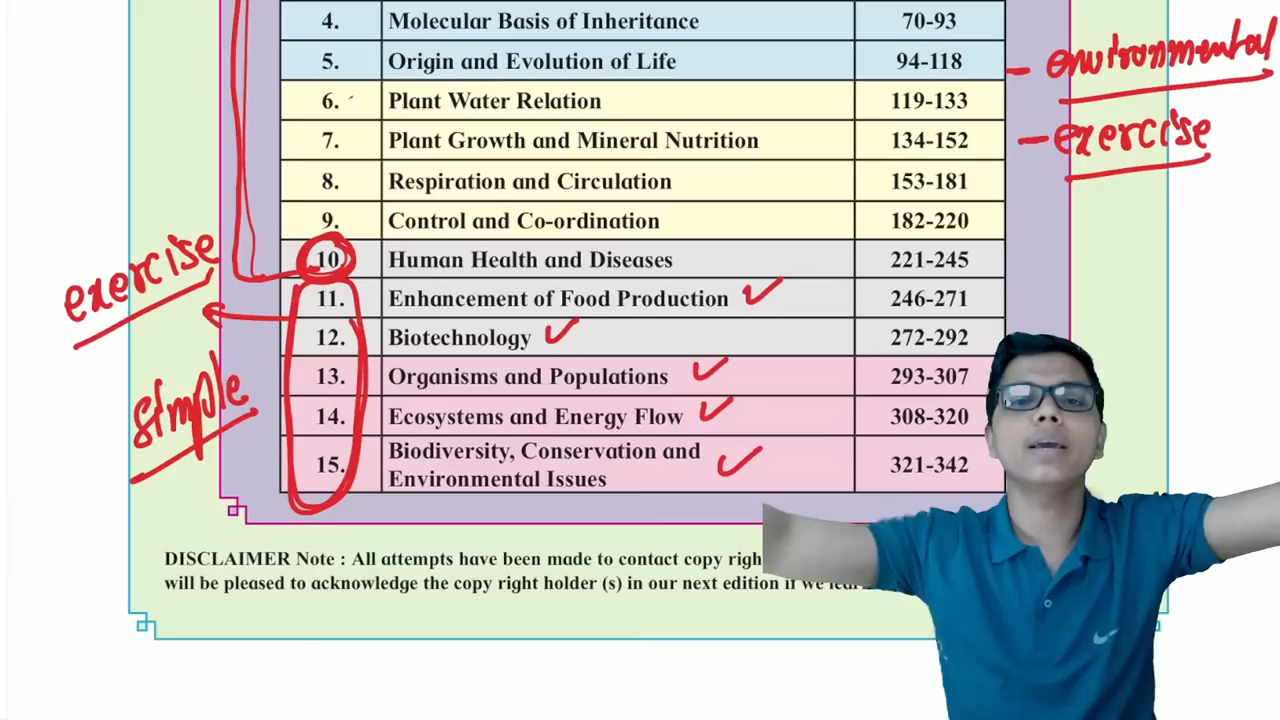 4. Molecular Basis of Inheritance 70-93
5. Origin and Evolution of Life 94-118
environmental
6. Plant Water Relation 119-133
7. Plant Growth and Mineral Nutrition 134-152
exercise
8. Respiration and Circulation 153-181
9. Control and Co-ordination 182-220
10. Human Health and Diseases 221-245
exercise
11. Enhancement of Food Production 246-271
12. Biotechnology 272-292
13. Organisms and Populations 293-307
simple
14. Ecosystems and Energy Flow 308-320
15. Biodiversity, Conservation and
Environmental Issues 321-342
DISCLAIMER Note : All attempts have been made to contact copy
will be pleased to acknowledge the copy right holder (s) in our next edition if we